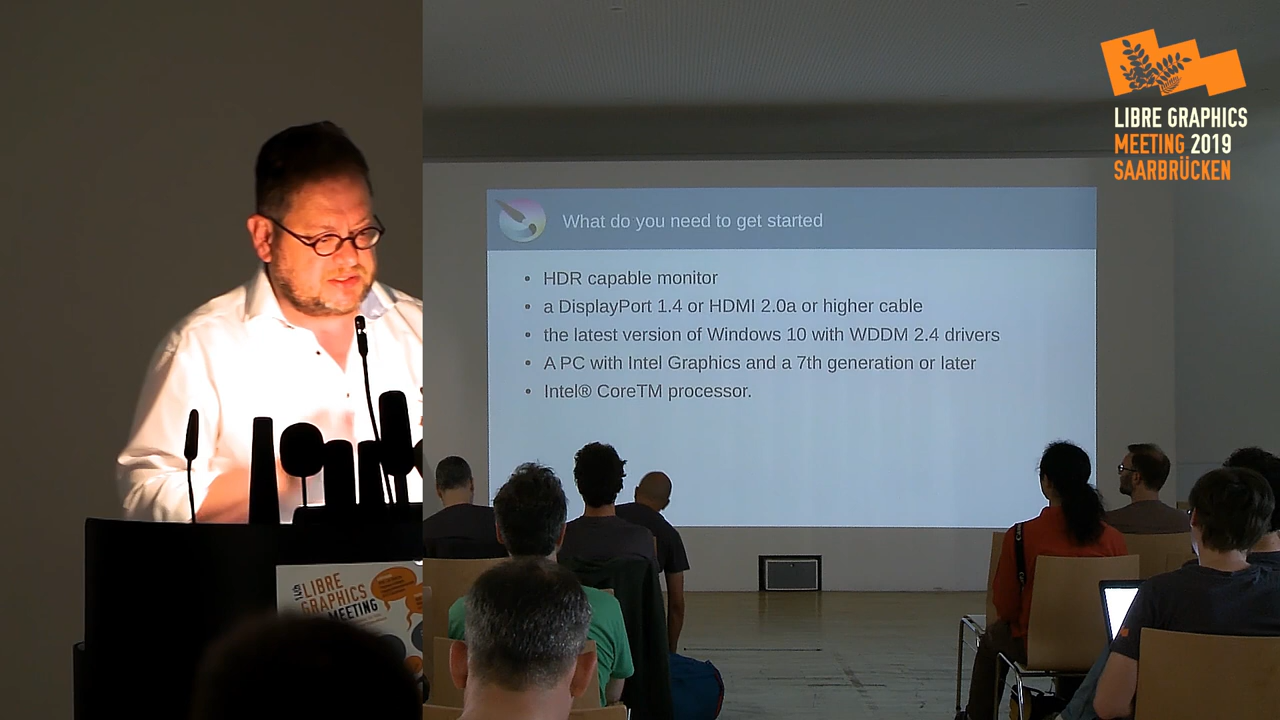 LIBRE GRAPHICS
MEETING 2019
SAARBRÜCKEN
What do you need to get started
• HDR capable monitor
• a DisplayPort 1.4 or HDMI 2.0a or higher cable
• the latest version of Windows 10 with WDDM 2.4 drivers
• A PC with Intel Graphics and a 7th generation or later
• Intel® CoreTM processor.
LIBRE
GRAPHICS
MEETING